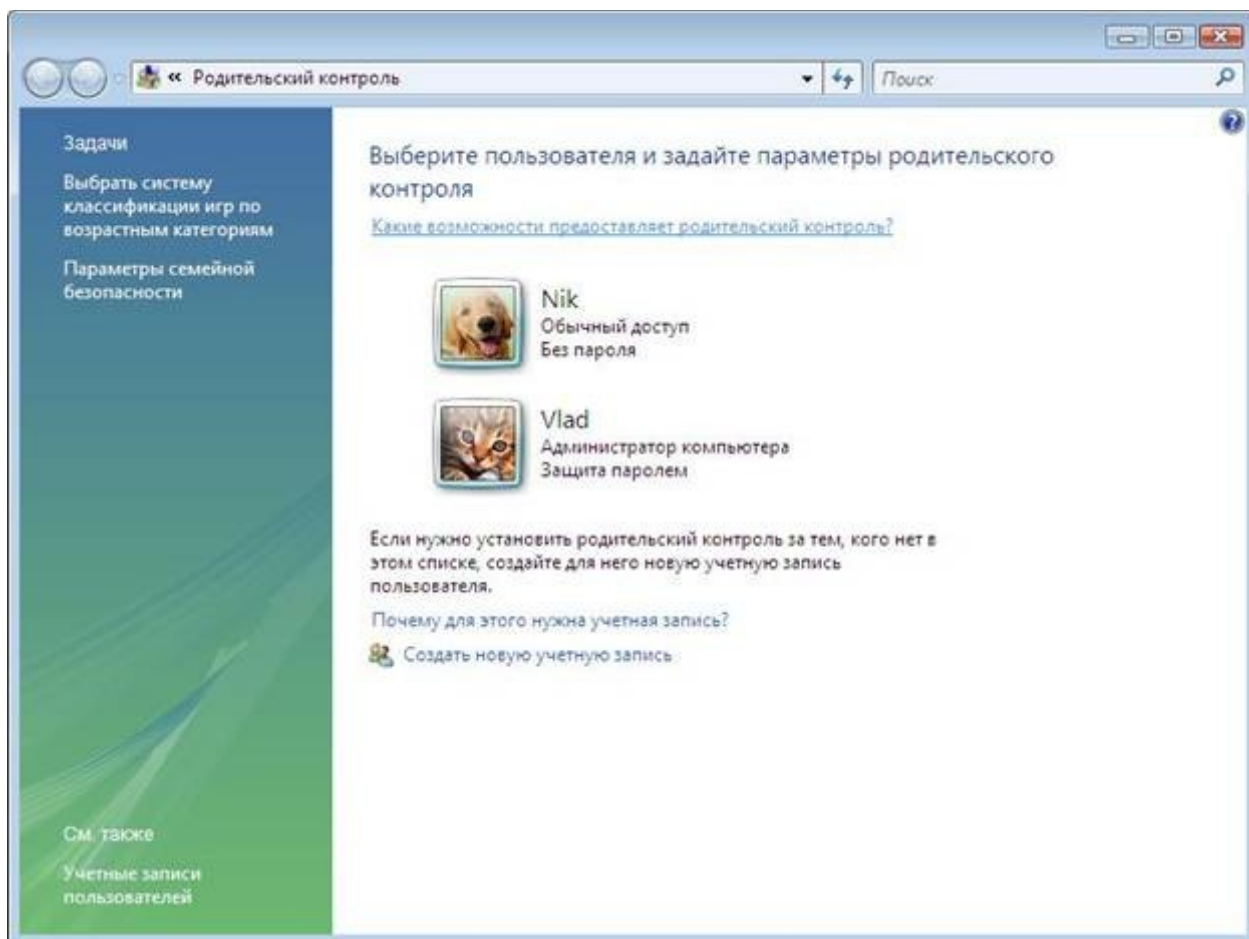 « Родительский контроль
Поиск
Задачи
Выбрать систему
классификации игр по
возрастным категориям
Параметры семейной
безопасности
Выберите пользователя и задайте параметры родительского
контроля
Какие возможности предоставляет родительский контроль?
Nik
Обычный доступ
Без пароля
Vlad
Администратор компьютера
Защита паролем
Если нужно установить родительский контроль за тем, кого нет в
этом списке, создайте для него новую учетную запись
пользователя.
Почему для этого нужна учетная запись?
Создать новую учетную запись
См. также
Учетные записи
пользователей